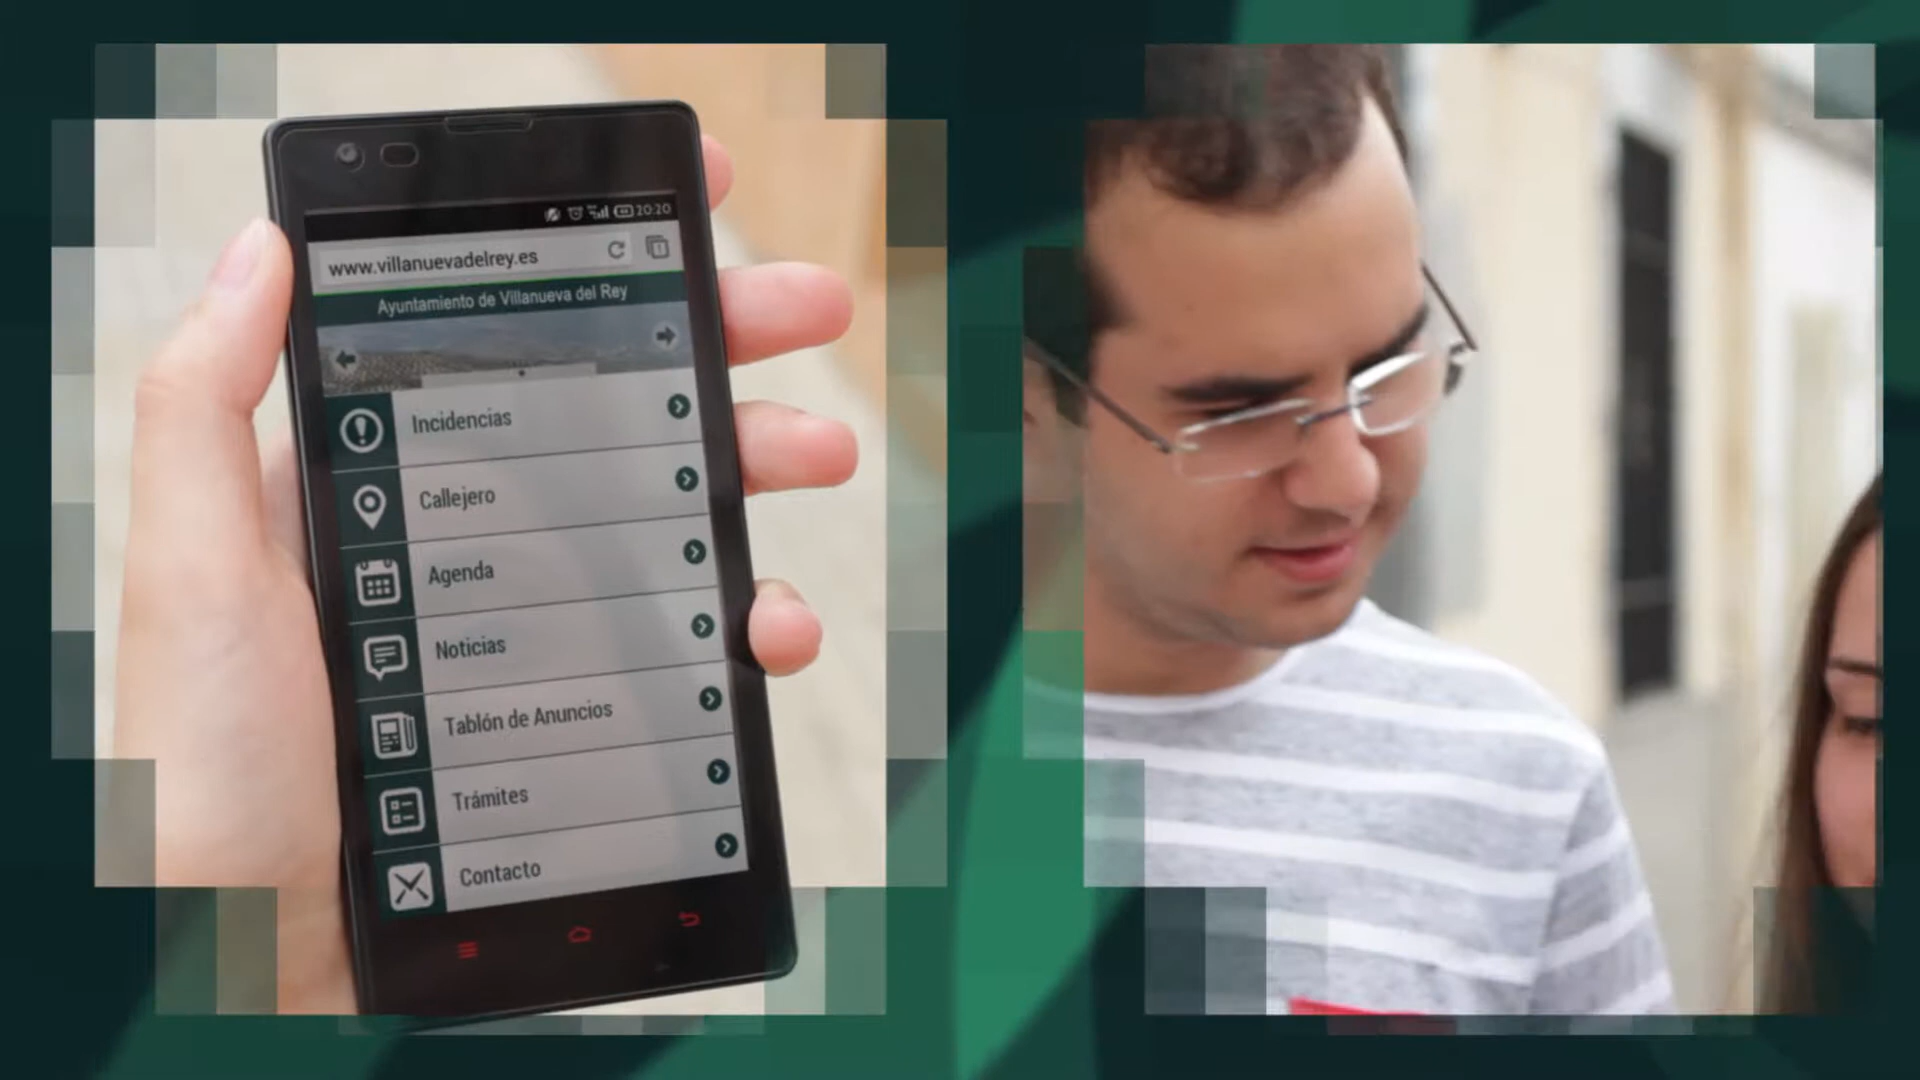 20:20
www.villanuevadelrey.es
Ayuntamiento de Villanueva del Rey
Incidencias
Callejero
Agenda
Noticias
Tablón de Anuncios
Trámites
Contacto